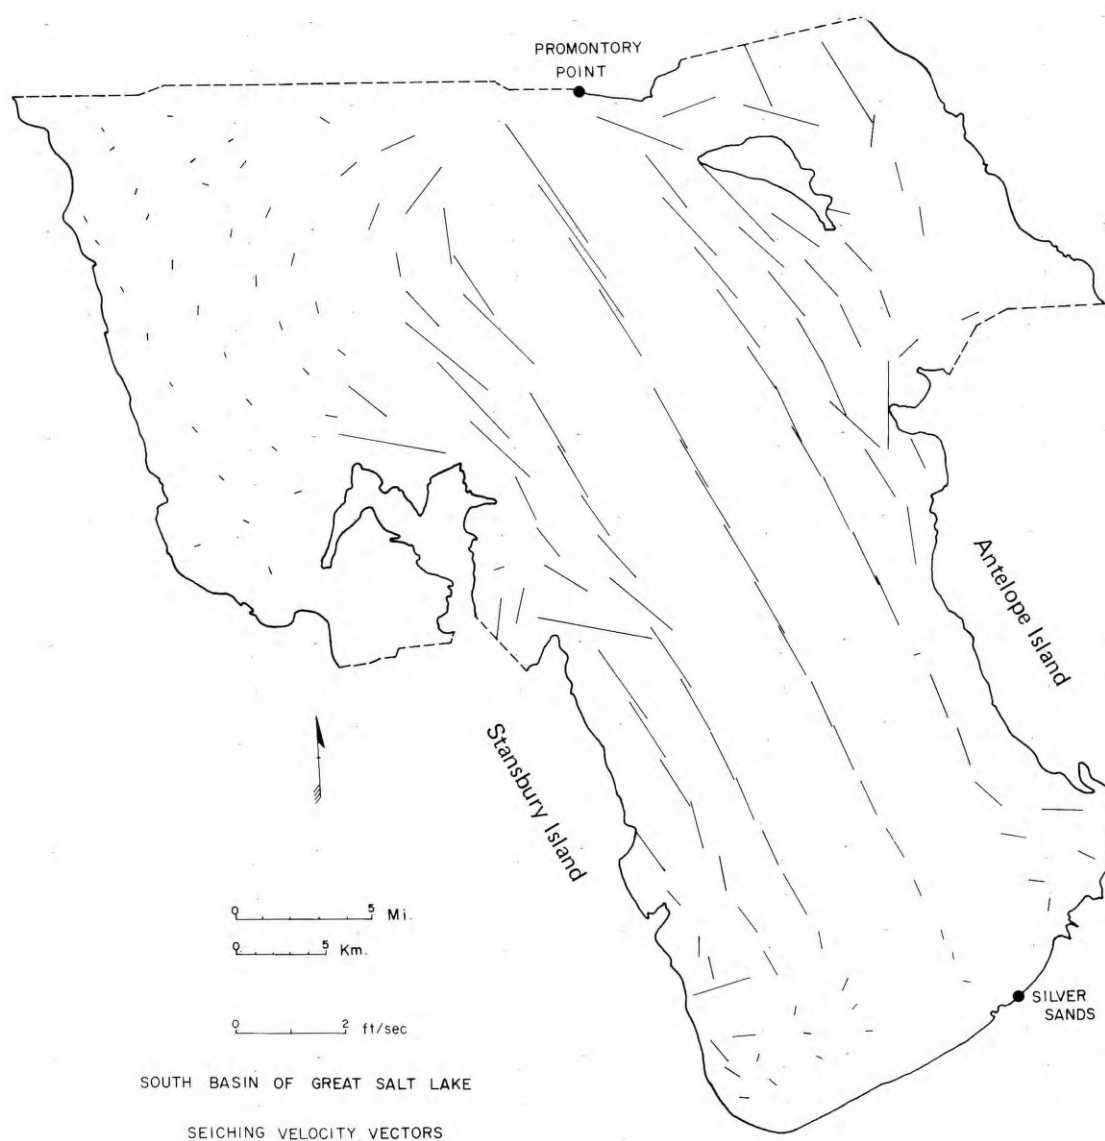 PROMONTORY
POINT
Antelope Island
Stansbury Island
0 5 Mi.
0 5 Km.
0 2 ft/sec
SILVER
SANDS
SOUTH BASIN OF GREAT SALT LAKE
SEICHING VELOCITY VECTORS